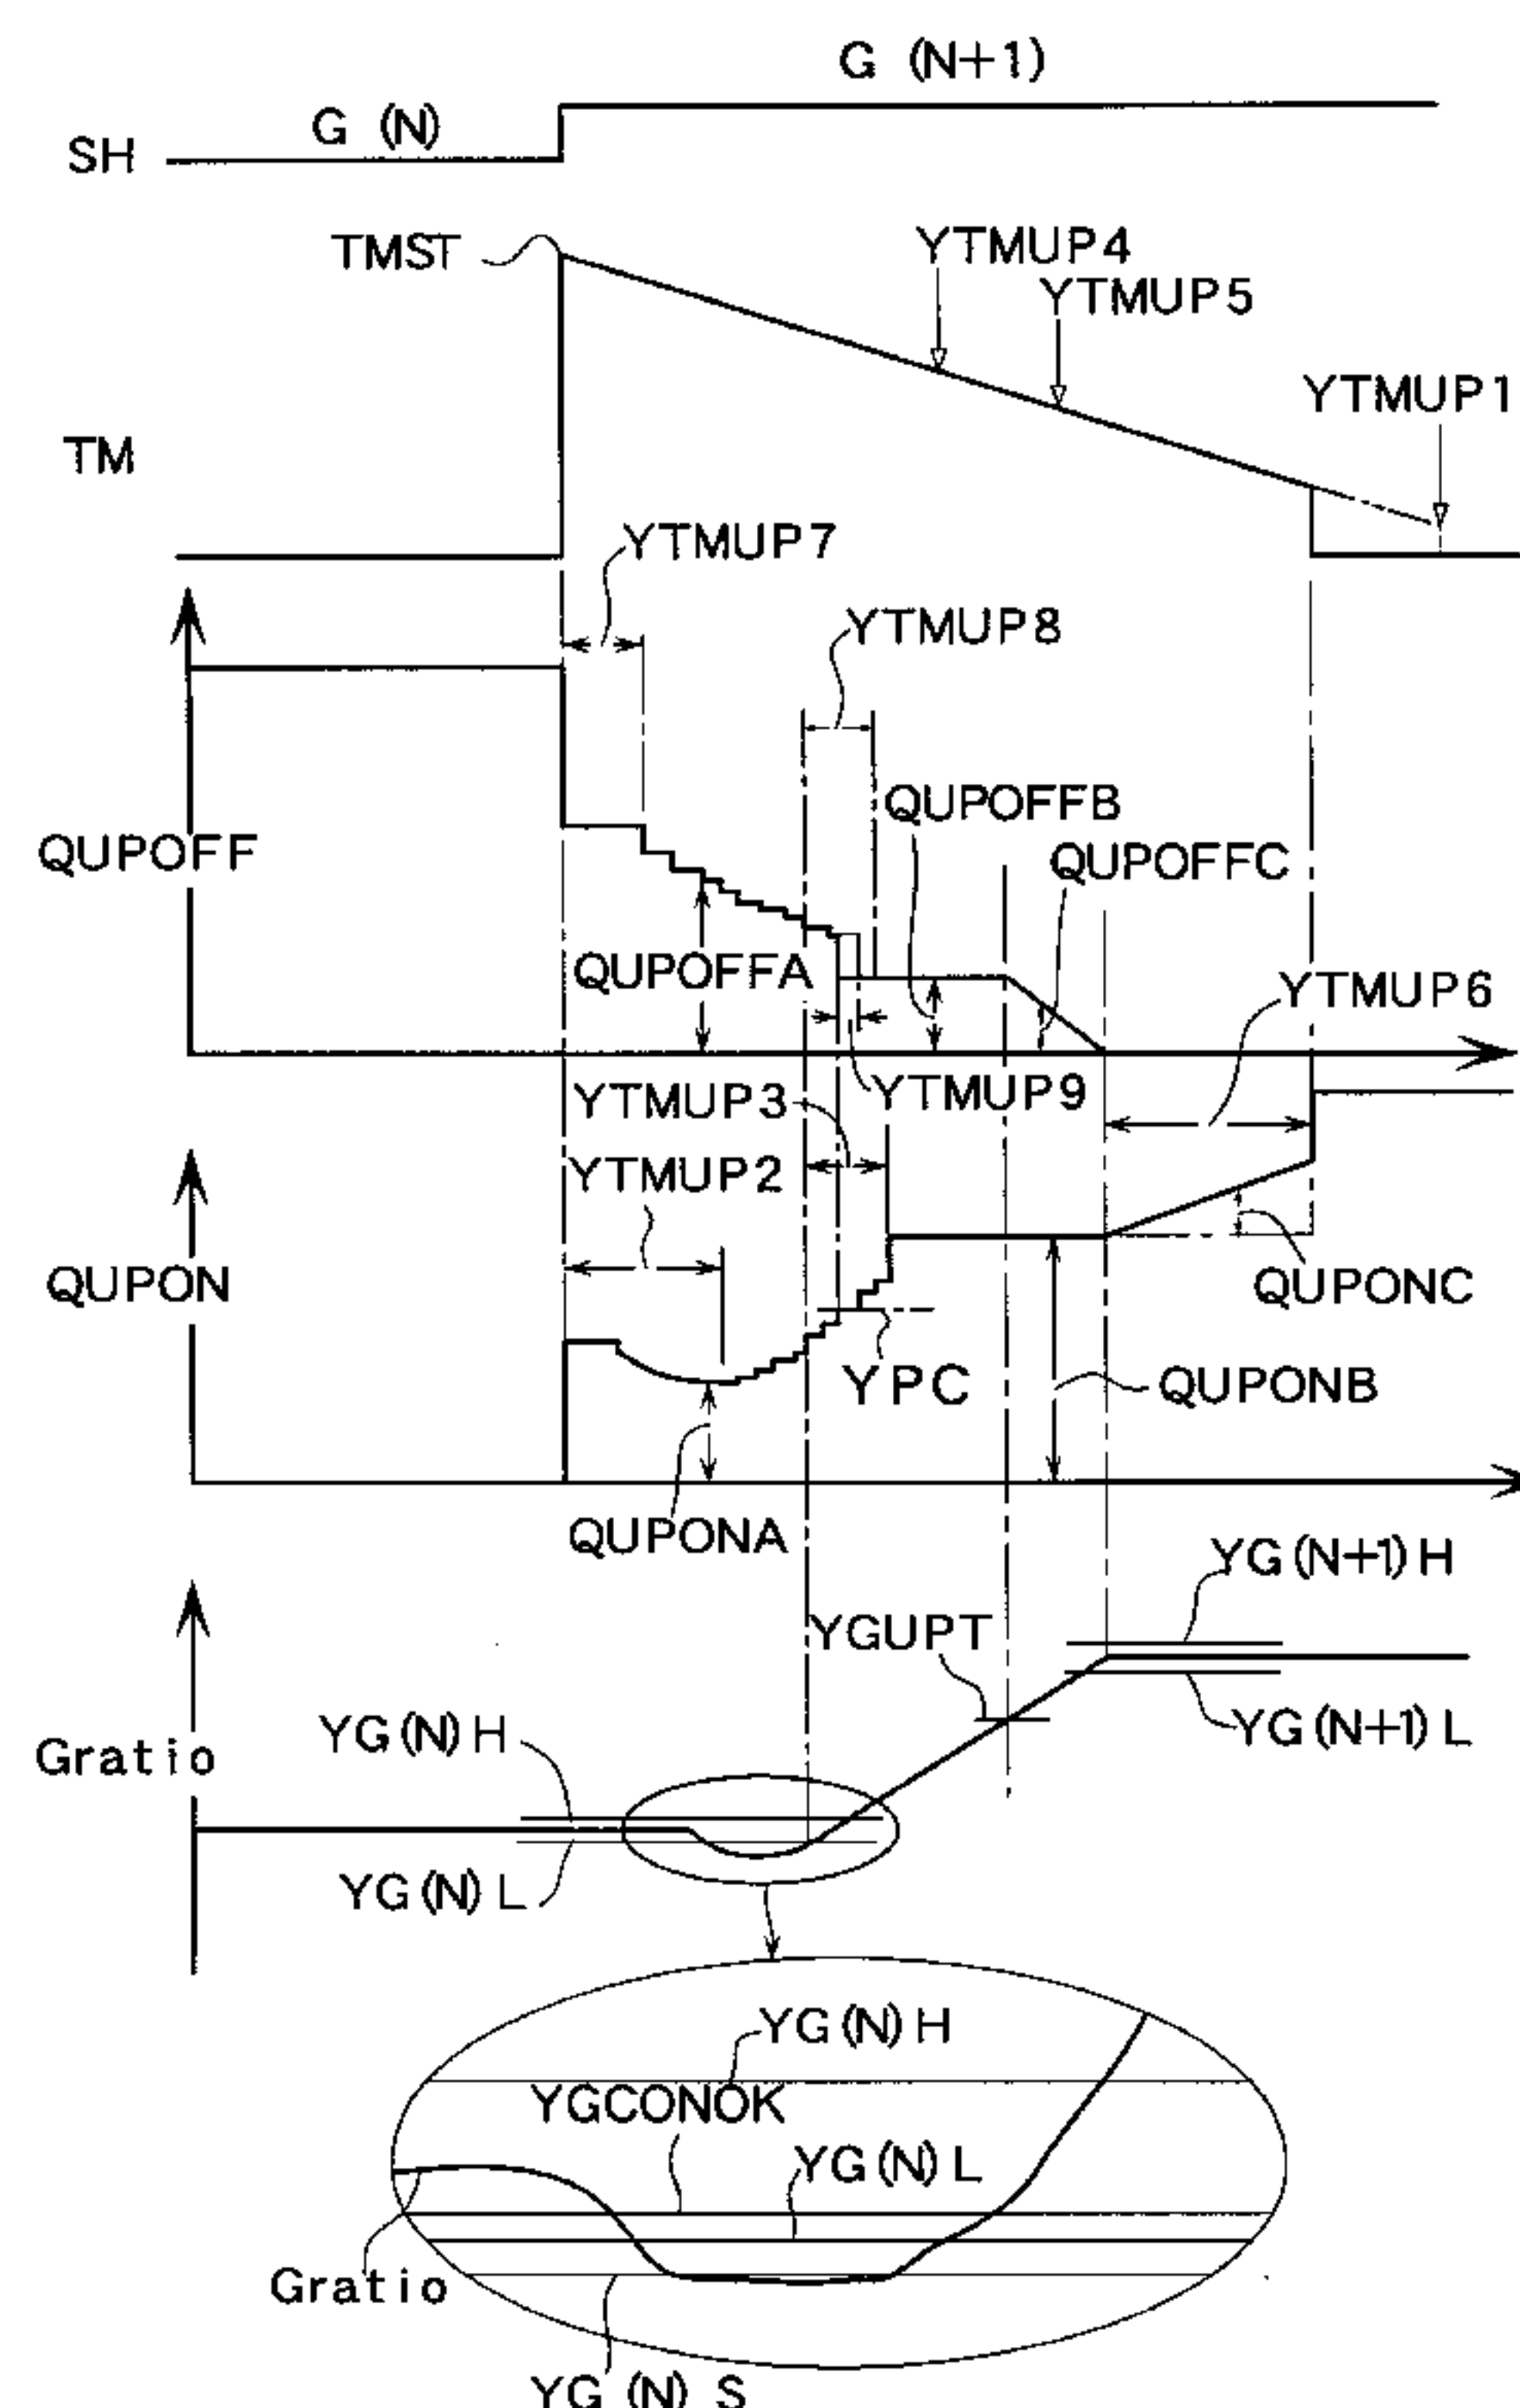 G (N+1)
G (N)
SH
TMST
YTMUP4
YTMUP5
YTMUP1
TM
YTMUP7
YTMUP8
QUPOFFB
QUPOFF
QUPOFFC
QUPOFFA
YTMUP6
YTMUP9
YTMUP3
YTMUP2
QUPON
QUPONC
YPC
QUPONB
QUPONA
YG(N+1)H
YGUPT
YG(N)H
YG(N+1)L
Gratio
YG(N)L
YG(N)H
YGCONOK
YG(N)L
Gratio
YG(N)S